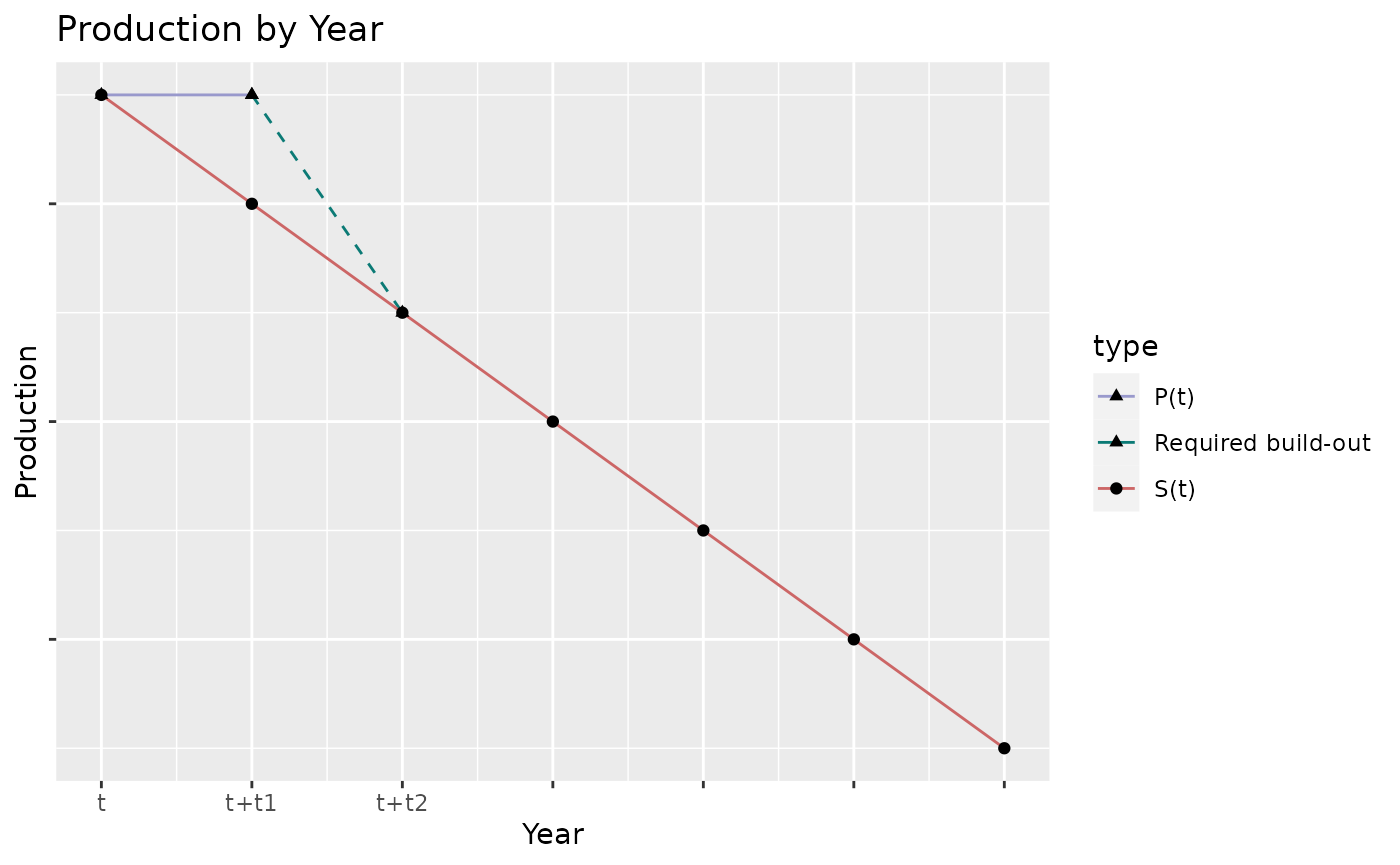 Production by Year
Production
t
t+t1
t+t2
Year
type
P(t)
Required build-out
S(t)